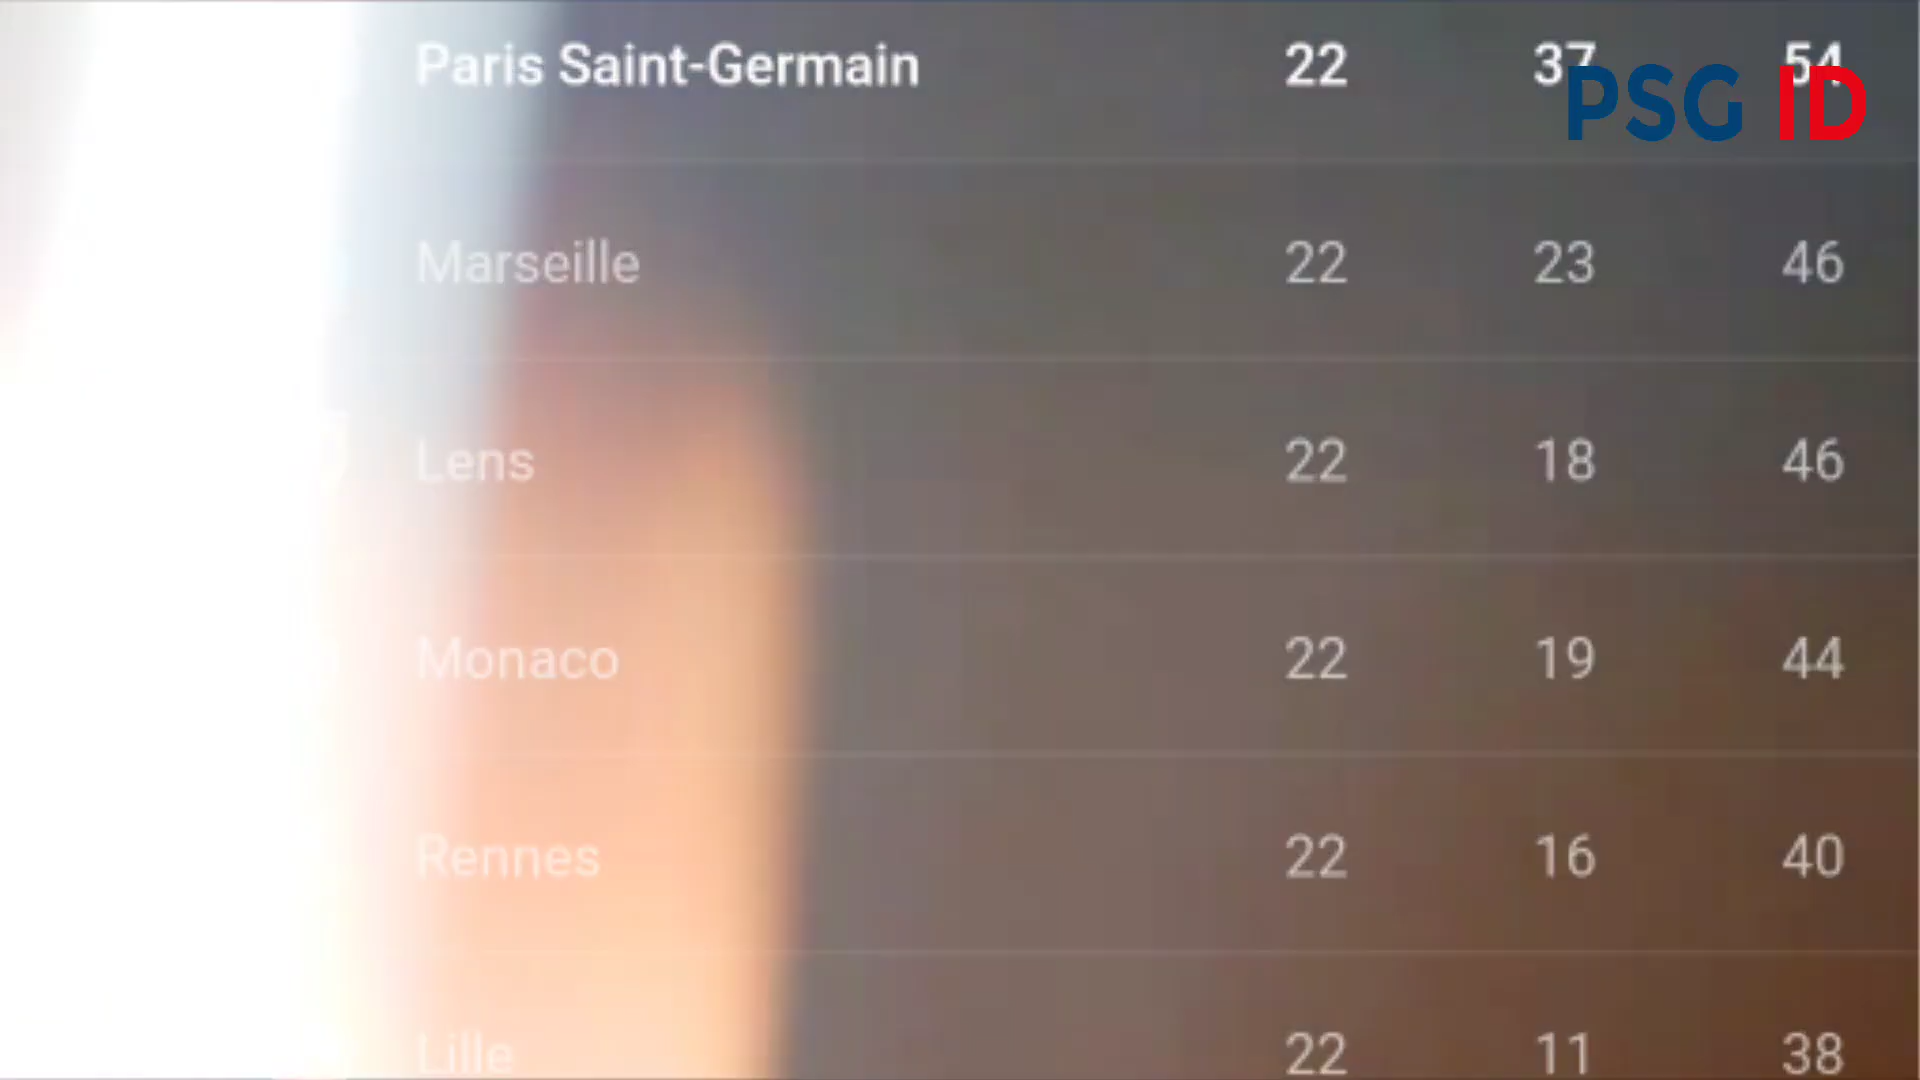 Paris Saint-Germain 22 37 54
PSG ID
Marseille 22 23 46
Lens 22 18 46
Monaco 22 19 44
Rennes 22 16 40
Lille 22 11 38